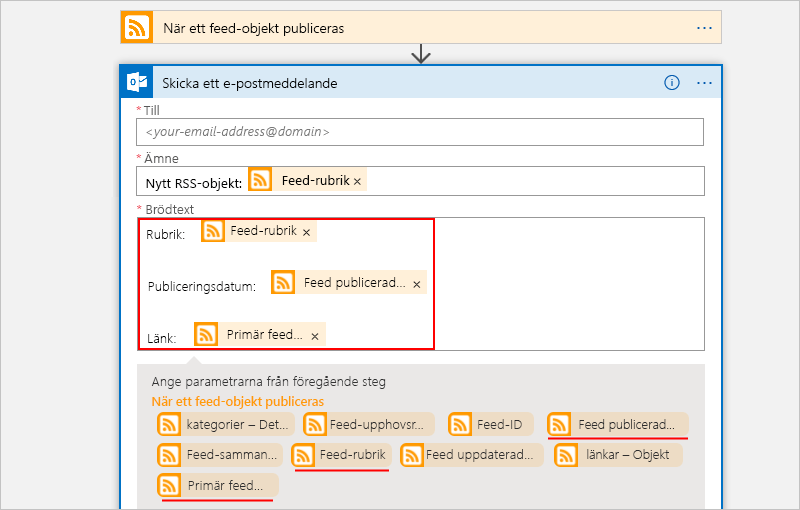 När ett feed-objekt publiceras ...
Skicka ett e-postmeddelande ...
* Till
<your-email-address@domain>
* Ämne
Nytt RSS-objekt: Feed-rubrik ×
* Brödtext
Rubrik: Feed-rubrik ×
Publiceringsdatum: Feed publicerad... ×
Länk: Primär feed... ×
Ange parametrarna från föregående steg
När ett feed-objekt publiceras
kategorier – Det... Feed-upphovsr... Feed-ID Feed publicerad...
Feed-samman... Feed-rubrik Feed uppdaterad... länkar – Objekt
Primär feed...